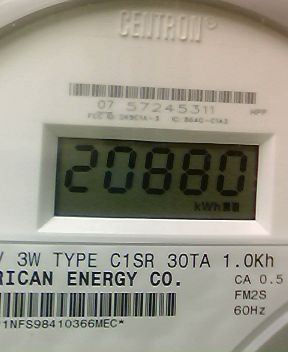 CENTRON®
07 57245311
20880
kWh
V 3W TYPE C1SR 30TA 1.0Kh
RICAN ENERGY CO.
CA 0.5
FM2S
60Hz
1NFS98410366MEC*